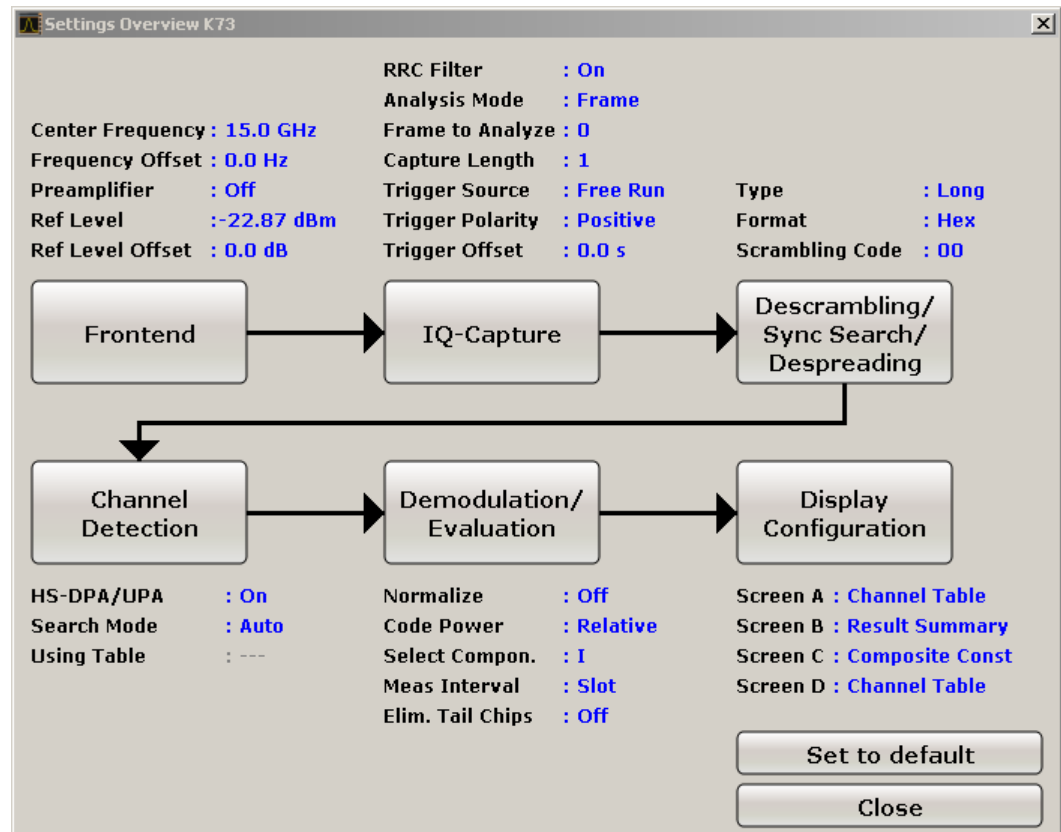 Settings Overview K73
Center Frequency : 15.0 GHz
Frequency Offset : 0.0 Hz
Preamplifier : Off
Ref Level :-22.87 dBm
Ref Level Offset : 0.0 dB
RRC Filter : On
Analysis Mode : Frame
Frame to Analyze : 0
Capture Length : 1
Trigger Source : Free Run
Trigger Polarity : Positive
Trigger Offset : 0.0 s
Type : Long
Format : Hex
Scrambling Code : 00
Frontend
IQ-Capture
Descrambling/
Sync Search/
Despreading
Channel
Detection
Demodulation/
Evaluation
Display
Configuration
HS-DPA/UPA : On
Search Mode : Auto
Using Table : ---
Normalize : Off
Code Power : Relative
Select Compon. : I
Meas Interval : Slot
Elim. Tail Chips : Off
Screen A : Channel Table
Screen B : Result Summary
Screen C : Composite Const
Screen D : Channel Table
Set to default
Close